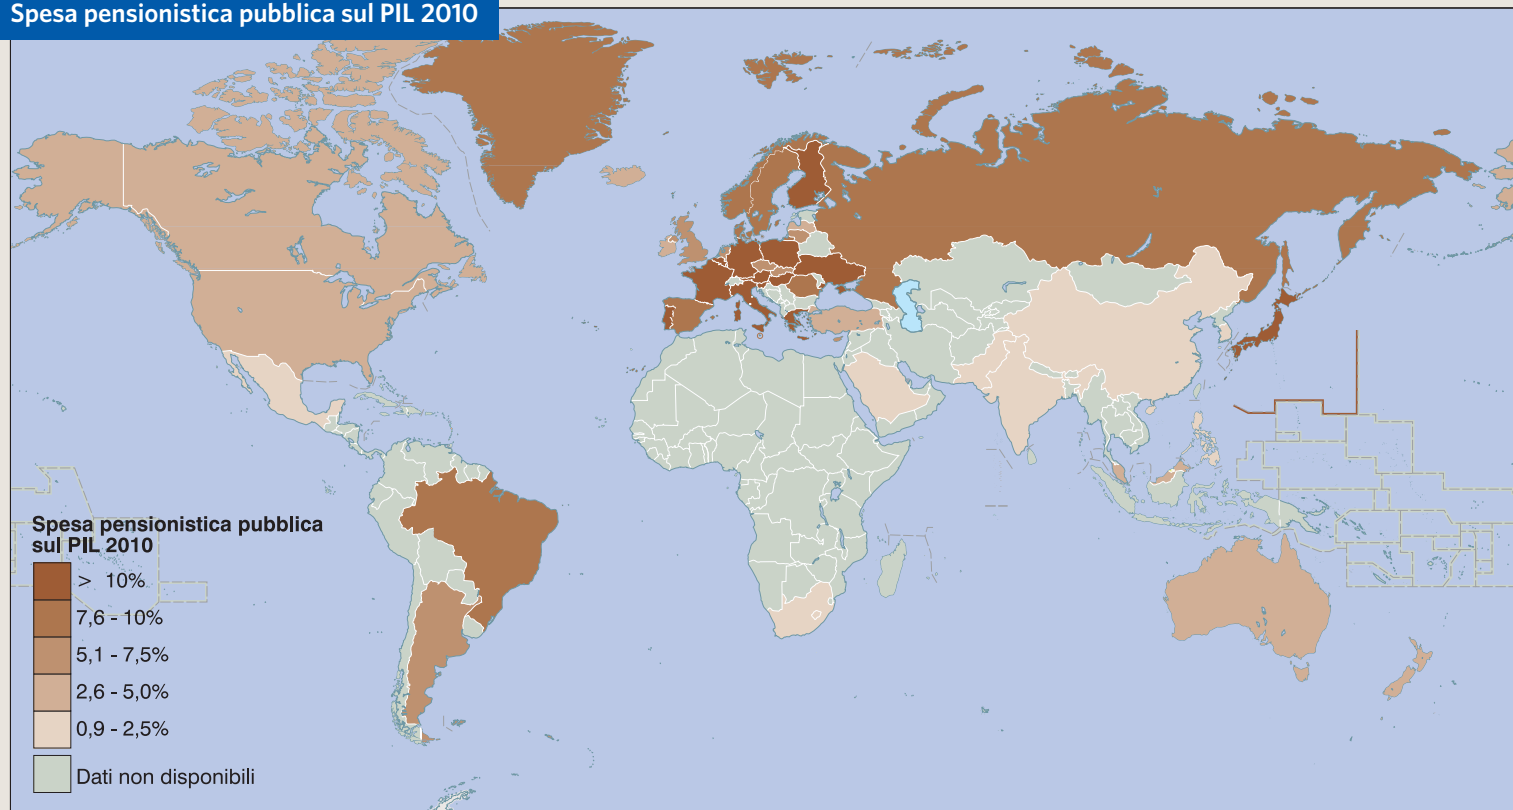 Spesa pensionistica pubblica sul PIL 2010
Spesa pensionistica pubblica
sul PIL 2010
> 10%
7,6 - 10%
5,1 - 7,5%
2,6 - 5,0%
0,9 - 2,5%
Dati non disponibili